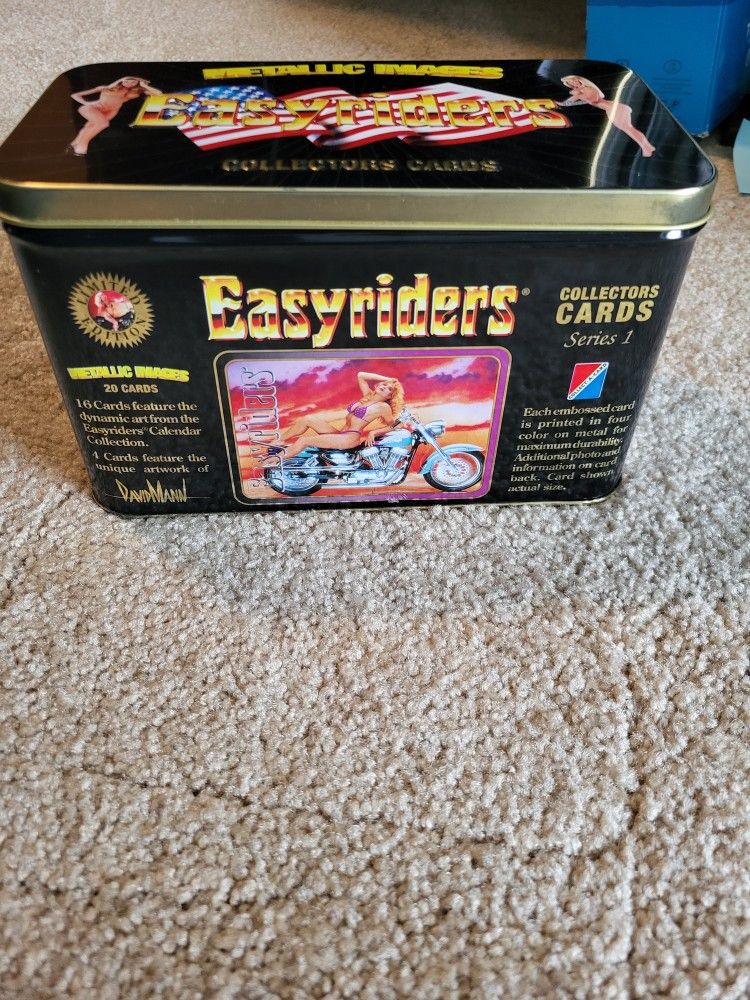 METALLIC IMAGES
Easyriders
COLLECTORS CARDS
Easyriders®
COLLECTORS
CARDS
Series 1
METALLIC IMAGES
20 CARDS
16 Cards feature the
dynamic art from the
Easyriders® Calendar
Collection.
4 Cards feature the
unique artwork of
DAVID MANN
Easyriders
Each embossed card
is printed in four
color on metal for
maximum durability.
Additional photo and
information on card
back. Card shown
actual size.